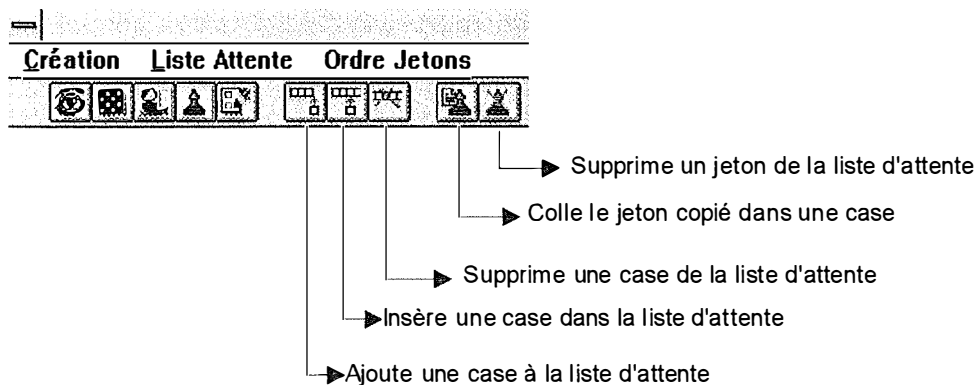 Création Liste Attente Ordre Jetons
Supprime un jeton de la liste d'attente
Colle le jeton copié dans une case
Supprime une case de la liste d'attente
Insère une case dans la liste d'attente
Ajoute une case à la liste d'attente